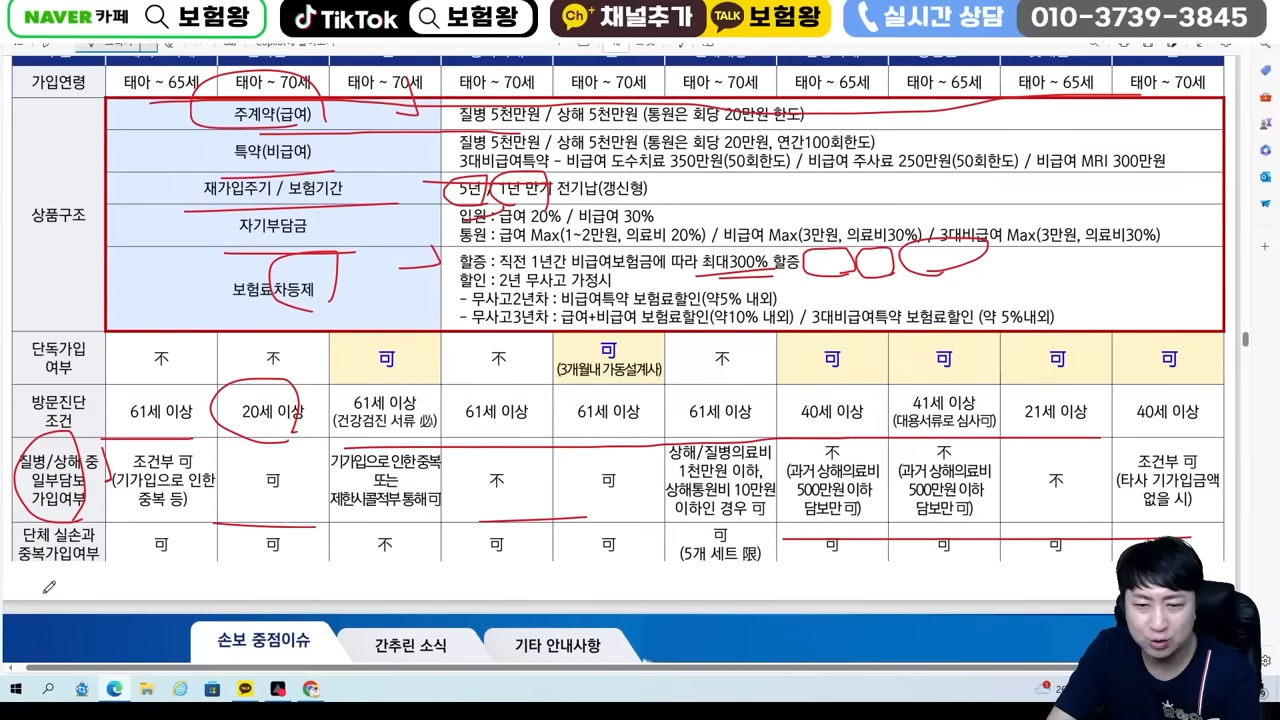 NAVER 카페 보험왕
TikTok 보험왕
Ch+ 채널추가 TALK 보험왕
실시간 상담 010-3739-3845
가입연령
태아 ~ 70세
태아 ~ 70세
태아 ~ 70세
태아 ~ 70세
태아 ~ 70세
태아 ~ 65세
태아 ~ 65세
태아 ~ 65세
태아 ~ 70세
상품구조
주계약(급여)
질병 5천만원 / 상해 5천만원 (통원은 회당 20만원 한도)
특약(비급여)
질병 5천만원 / 상해 5천만원 (통원은 회당 20만원, 연간100회한도)
3대비급여특약 – 비급여 도수치료 350만원(50회한도) / 비급여 주사료 250만원(50회한도) / 비급여 MRI 300만원
재가입주기 / 보험기간
5년 / 1년 만기 전기납(갱신형)
자기부담금
입원 : 급여 20% / 비급여 30%
통원 : 급여 Max(1~2만원, 의료비 20%) / 비급여 Max(3만원, 의료비30%) / 3대비급여 Max(3만원, 의료비30%)
보험료차등제
할증 : 직전 1년간 비급여보험금에 따라 최대300% 할증
할인 : 2년 무사고 가정시
– 무사고2년차 : 비급여특약 보험료할인(약5% 내외)
– 무사고3년차 : 급여+비급여 보험료할인(약10% 내외) / 3대비급여특약 보험료할인 (약 5%내외)
단독가입
여부
不
不
可
不
可
(3개월내 가동설계사)
不
可
可
可
可
방문진단
조건
61세 이상
20세 이상
61세 이상
(건강검진 서류 必)
61세 이상
61세 이상
61세 이상
40세 이상
41세 이상
(대용서류로 심사可)
21세 이상
40세 이상
질병/상해 중
일부담보
가입여부
조건부 可
(기가입으로 인한
중복 등)
可
기가입으로 인한 중복
또는
제한시콜적부 통해 可
不
可
상해/질병의료비
1천만원 이하,
상해통원비 10만원
이하인 경우 可
不
(과거 상해의료비
500만원 이하
담보만 可)
不
(과거 상해의료비
500만원 이하
담보만 可)
不
조건부 可
(타사 기가입금액
없을 시)
단체 실손과
중복가입여부
可
可
不
可
可
可
(5개 세트 限)
可
可
可
손보 중점이슈
간추린 소식
기타 안내사항